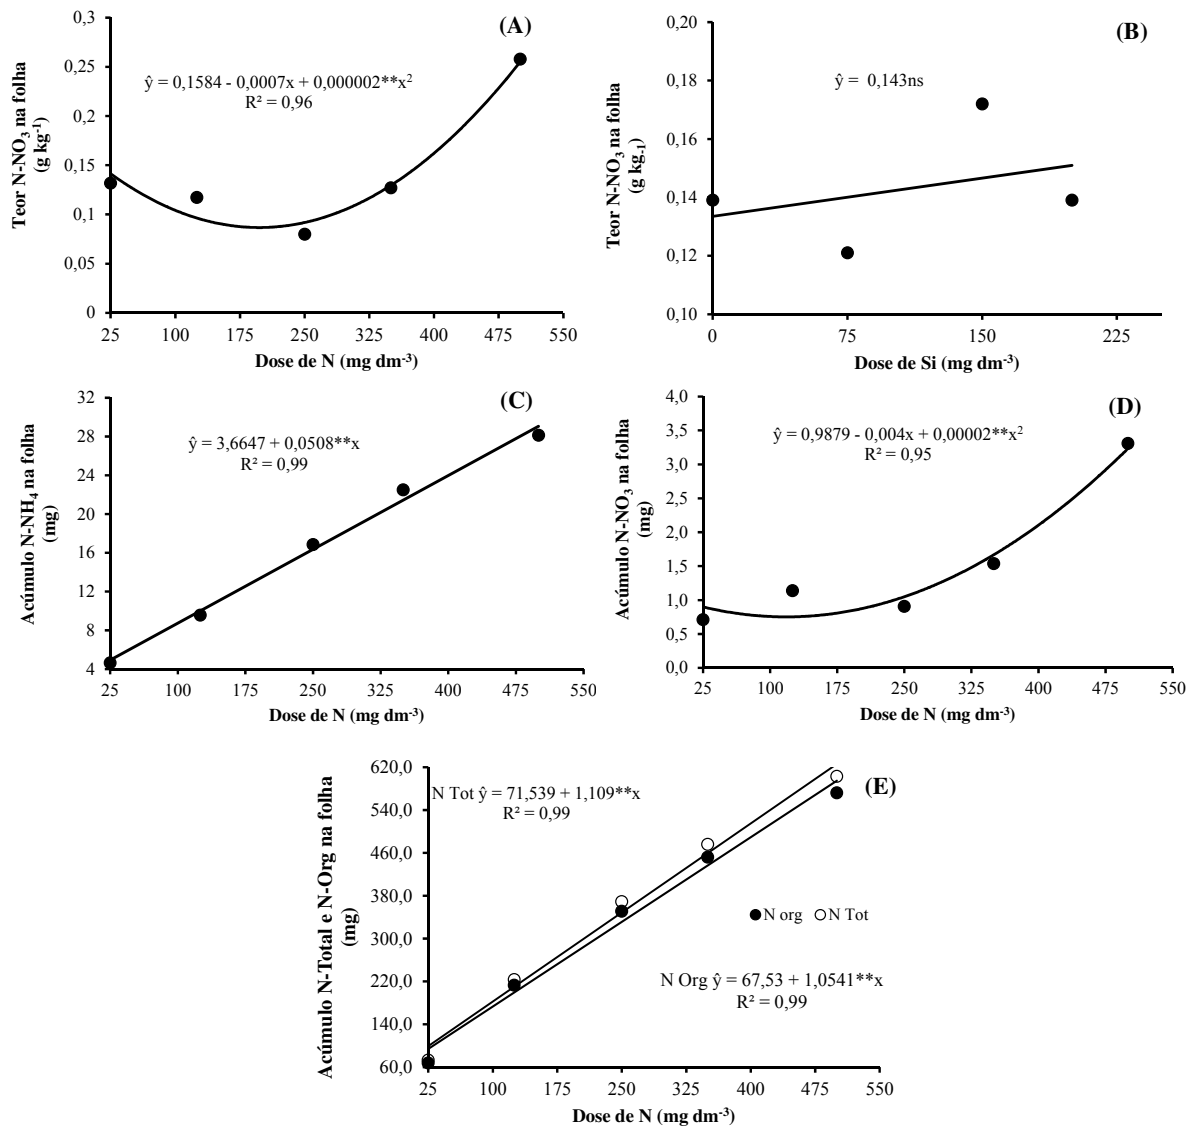 (A)
ŷ = 0,1584 - 0,0007x + 0,000002**x²
R² = 0,96
Teor N-NO₃ na folha
(g kg⁻¹)
0,3
0,25
0,2
0,15
0,1
0,05
0
25 100 175 250 325 400 475 550
Dose de N (mg dm⁻³)
(B)
ŷ = 0,143ns
Teor N-NO₃ na folha
(g kg₋₁)
0,20
0,18
0,16
0,14
0,12
0,10
0 75 150 225
Dose de Si (mg dm⁻³)
(C)
ŷ = 3,6647 + 0,0508**x
R² = 0,99
Acúmulo N-NH₄ na folha
(mg)
32
28
24
20
16
12
8
4
25 100 175 250 325 400 475 550
Dose de N (mg dm⁻³)
(D)
ŷ = 0,9879 - 0,004x + 0,00002**x²
R² = 0,95
Acúmulo N-NO₃ na folha
(mg)
4,0
3,5
3,0
2,5
2,0
1,5
1,0
0,5
0,0
25 100 175 250 325 400 475 550
Dose de N (mg dm⁻³)
(E)
N Tot ŷ = 71,539 + 1,109**x
R² = 0,99
Acúmulo N-Total e N-Org na folha
(mg)
620,0
540,0
460,0
380,0
300,0
220,0
140,0
60,0
N org N Tot
N Org ŷ = 67,53 + 1,0541**x
R² = 0,99
25 100 175 250 325 400 475 550
Dose de N (mg dm⁻³)